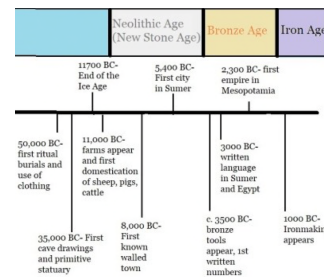 Neolithic Age
(New Stone Age)
Bronze Age
Iron Age
11700 BC-
End of the
Ice Age
5,400 BC-
First city
in Sumer
2,300 BC- first
empire in
Mesopotamia
50,000 BC-
first ritual
burials and
use of
clothing
11,000 BC-
farms appear
and first
domestication
of sheep, pigs,
cattle
3000 BC-
written
language
in Sumer
and Egypt
35,000 BC- First
cave drawings
and primitive
statuary
8,000 BC-
First
known
walled
town
c. 3500 BC-
bronze
tools
appear, 1st
written
numbers
1000 BC-
Ironmaking
appears